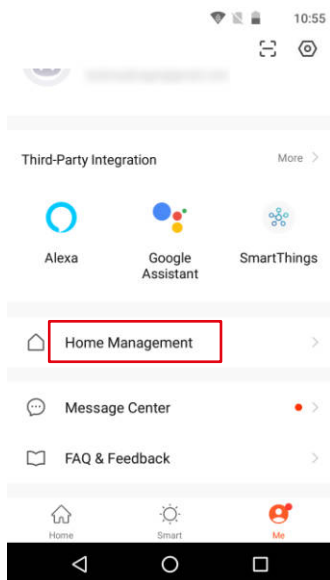 10:55
Third-Party Integration More
Alexa Google Assistant SmartThings
Home Management
Message Center
FAQ & Feedback
Home Smart Me